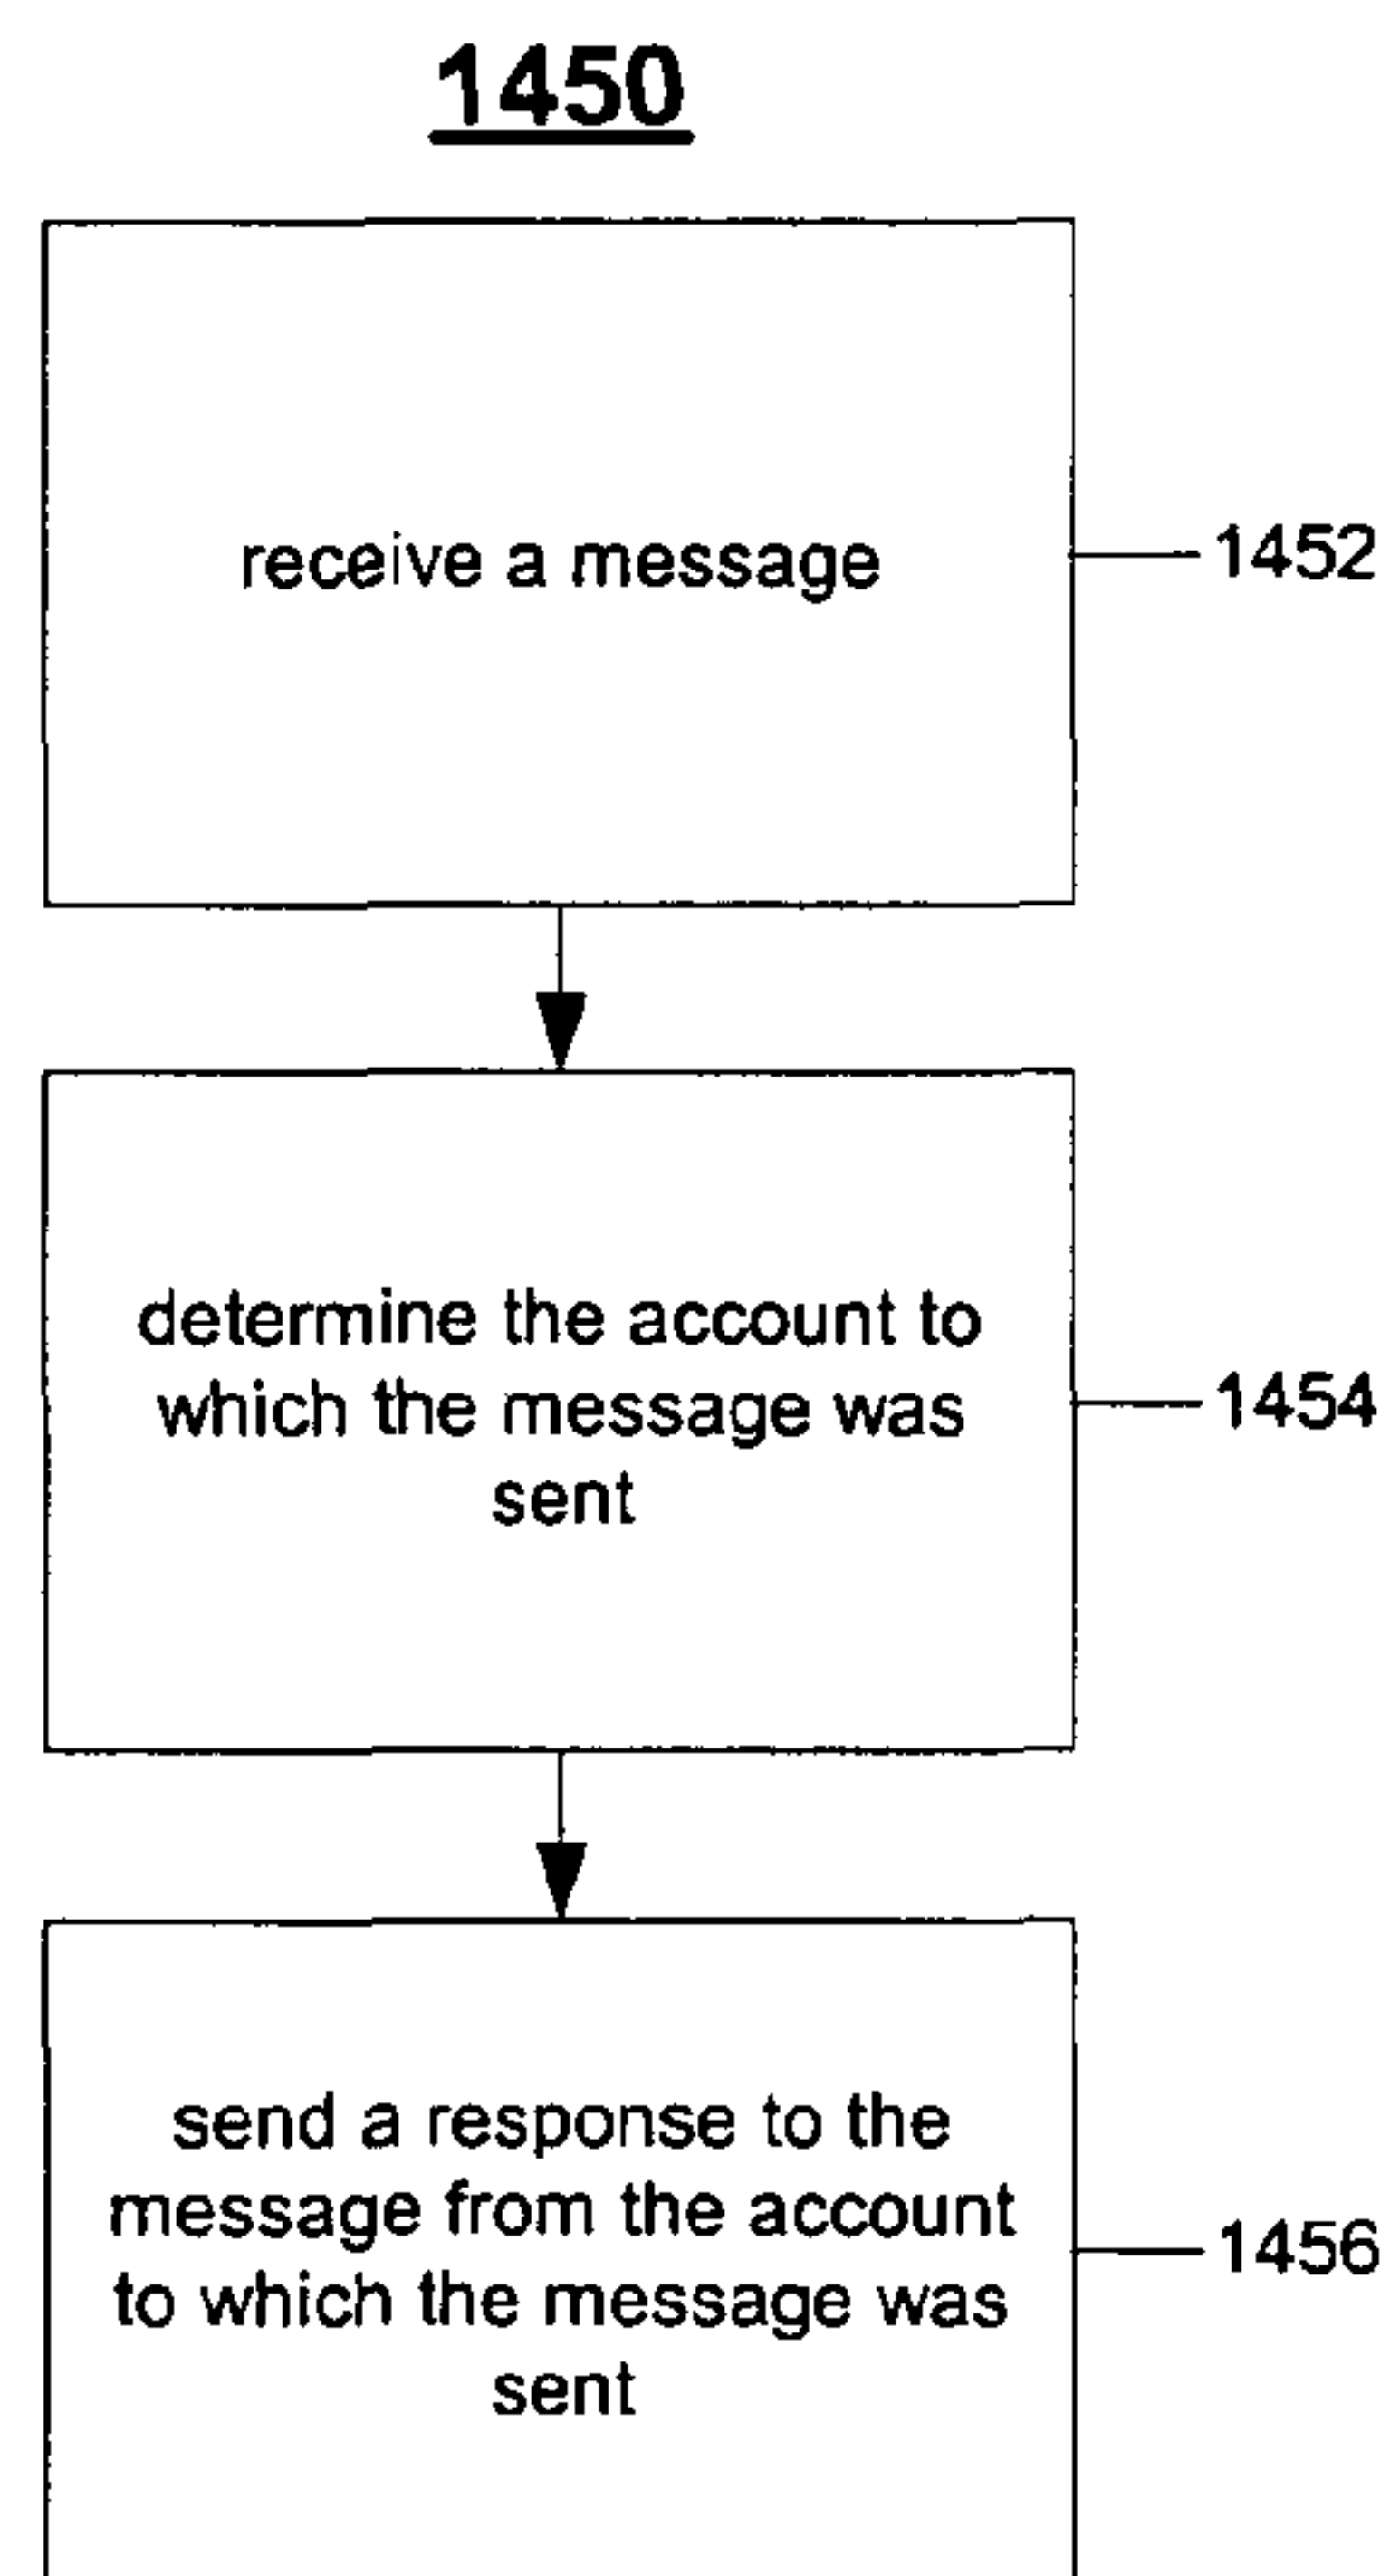 1450
receive a message
1452
determine the account to
which the message was
sent
1454
send a response to the
message from the account
to which the message was
sent
1456